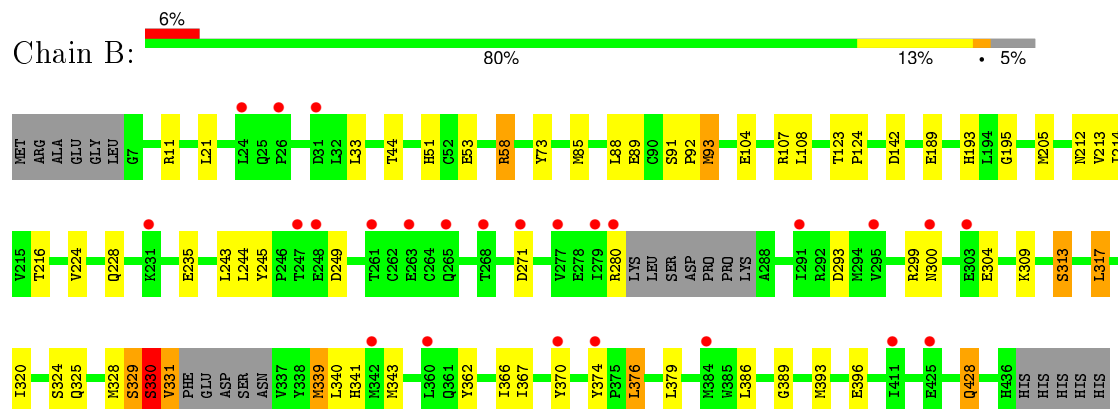 6%
Chain B:
80% 13% • 5%
MET ARG ALA GLU GLY LEU G7 R11 L21 L24 Q25 P26 D31 L32 L33 T44 H51 C52 E53 R58 Y73 M85 L88 E89 C90 S91 P92 M93 E104 R107 L108 T123 P124 D142 E189 H193 L194 G195 M205 N212 V213 I214
V215 T216 V224 Q228 K231 E235 L243 L244 Y245 P246 T247 E248 D249 T261 C262 E263 C264 Q265 T268 D271 V277 E278 I279 R280 LYS LEU SER ASP PRO PRO LYS A288 I291 R292 D293 M294 V295 R299 N300 E303 E304 K309 S313 L317
I320 S324 Q325 M328 S329 S330 V331 PHE GLU ASP SER ASN V337 Y338 M339 L340 H341 M342 M343 L360 Q361 Y362 I366 I367 Y370 Y374 P375 L376 L379 M384 W385 L386 G389 M393 E396 I411 E425 Q428 H436 HIS HIS HIS HIS HIS